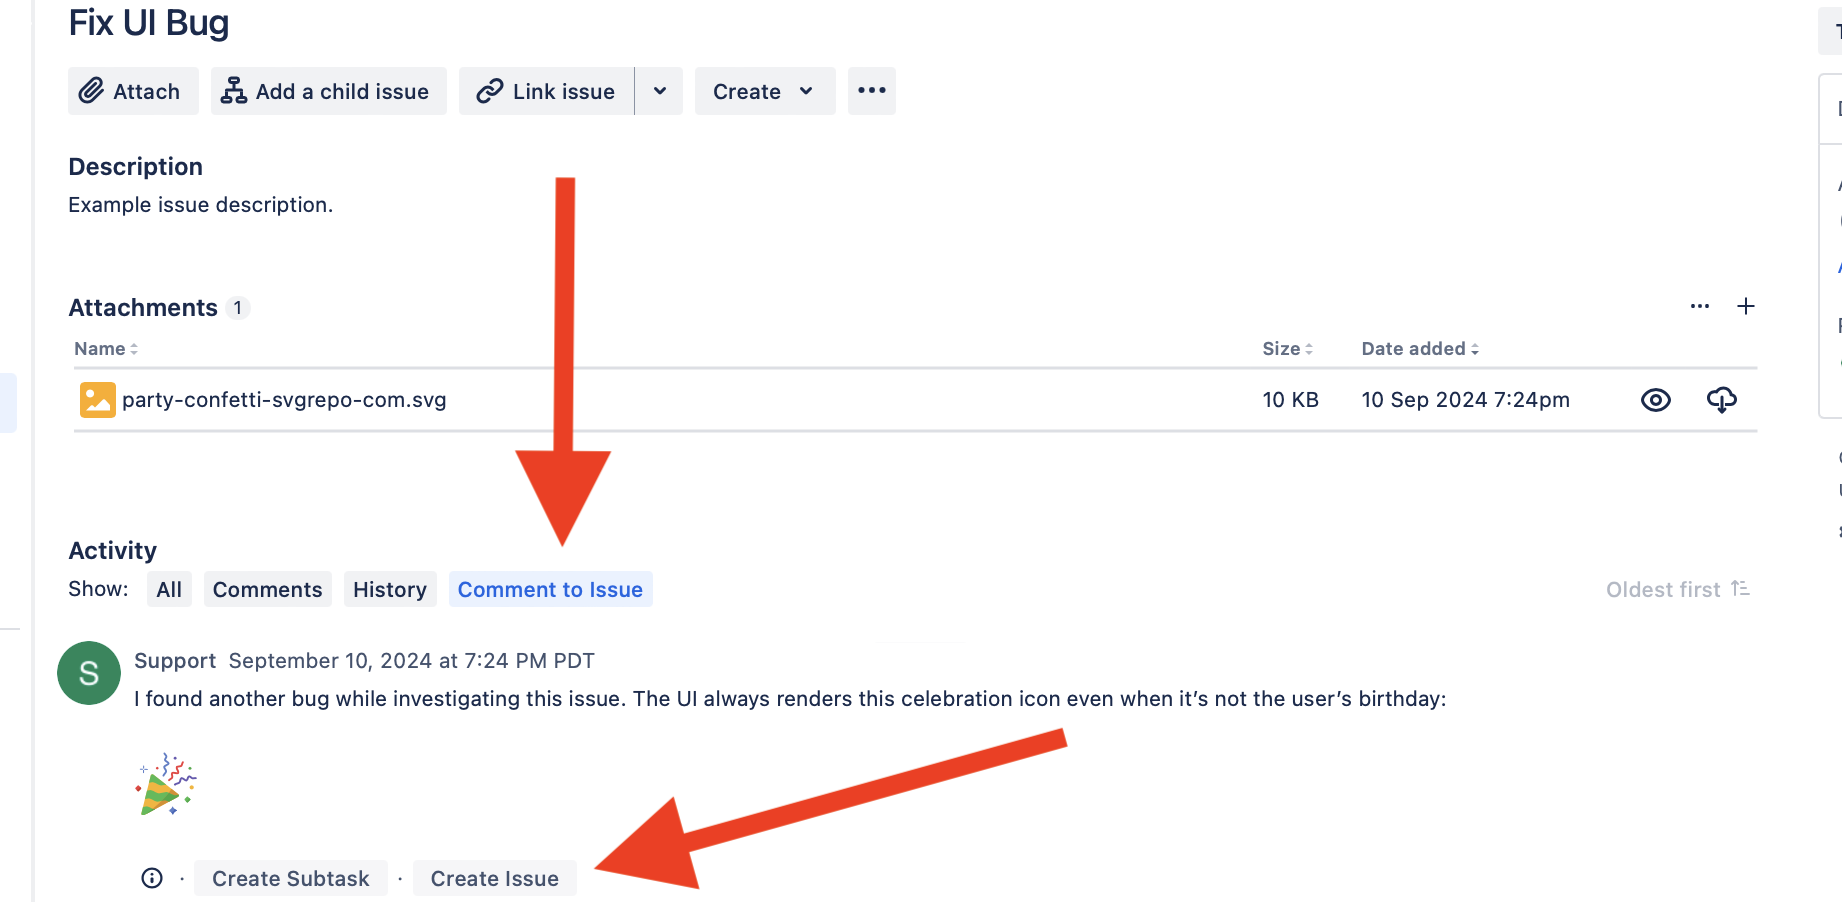 Fix UI Bug
Attach Add a child issue Link issue Create
Description
Example issue description.
Attachments 1
Name Size Date added
party-confetti-svgrepo-com.svg 10 KB 10 Sep 2024 7:24pm
Activity
Show: All Comments History Comment to Issue Oldest first
S Support September 10, 2024 at 7:24 PM PDT
I found another bug while investigating this issue. The UI always renders this celebration icon even when it’s not the user’s birthday:
· Create Subtask · Create Issue